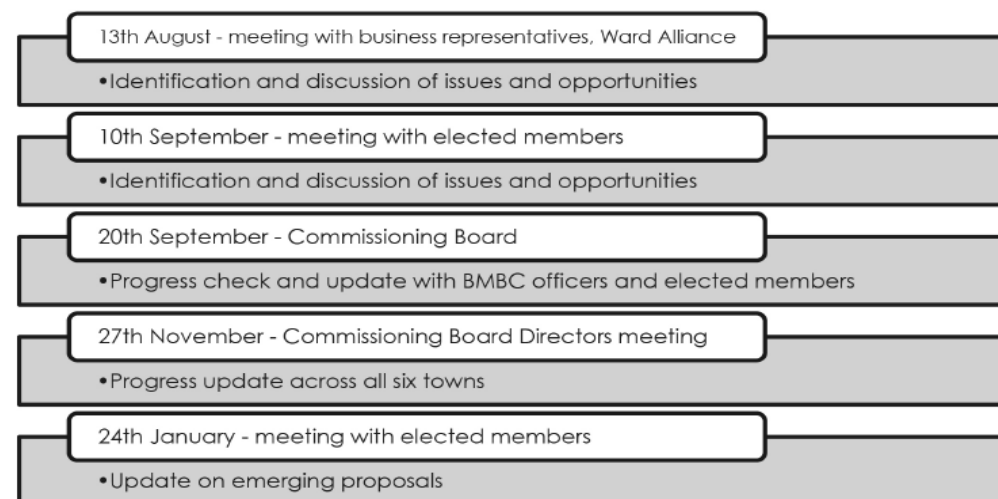 13th August - meeting with business representatives, Ward Alliance
•Identification and discussion of issues and opportunities
10th September - meeting with elected members
•Identification and discussion of issues and opportunities
20th September - Commissioning Board
•Progress check and update with BMBC officers and elected members
27th November - Commissioning Board Directors meeting
•Progress update across all six towns
24th January - meeting with elected members
•Update on emerging proposals